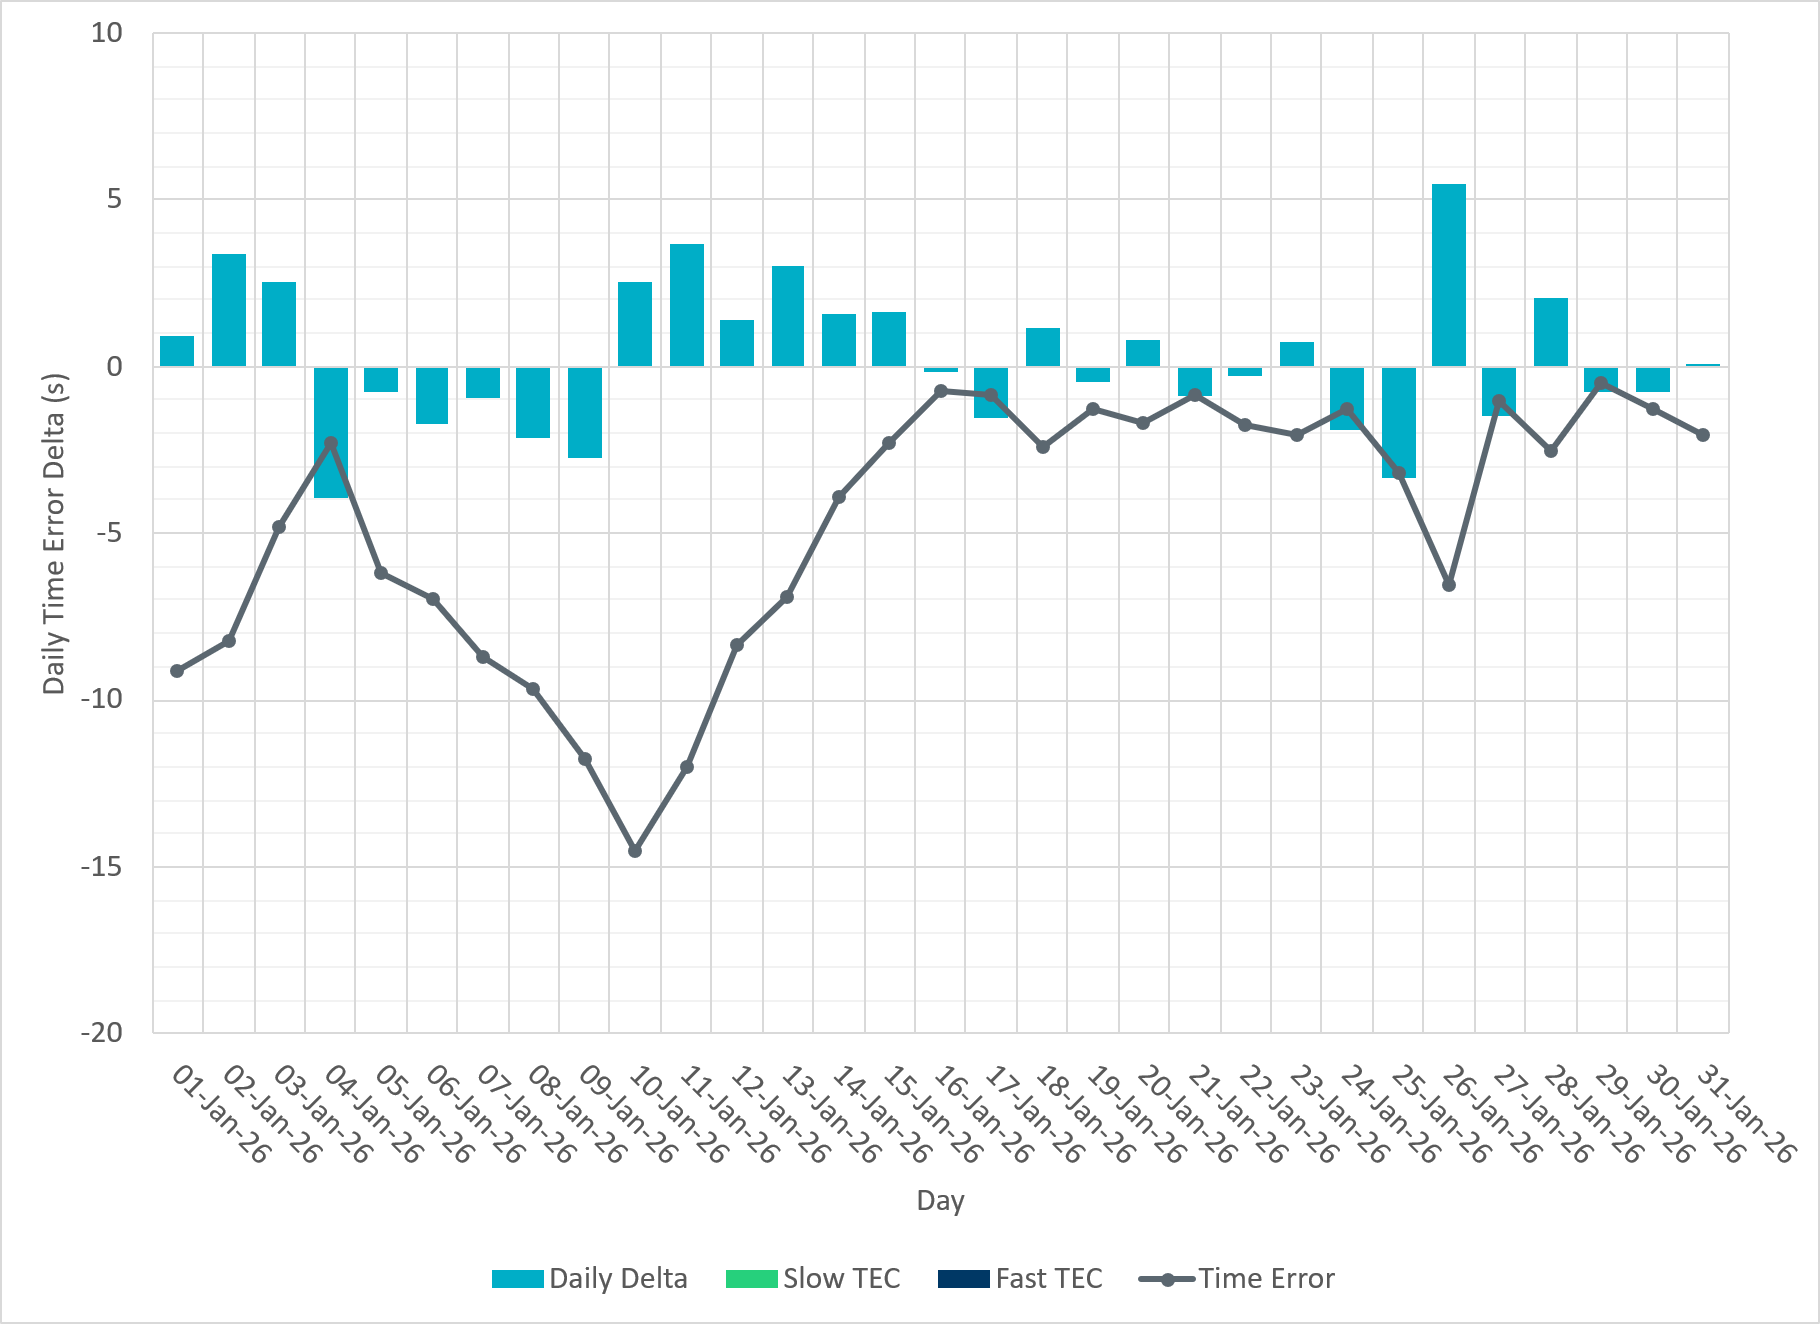 10
5
0
-5
-10
-15
-20
Daily Time Error Delta (s)
01-Jan-26
02-Jan-26
03-Jan-26
04-Jan-26
05-Jan-26
06-Jan-26
07-Jan-26
08-Jan-26
09-Jan-26
10-Jan-26
11-Jan-26
12-Jan-26
13-Jan-26
14-Jan-26
15-Jan-26
16-Jan-26
17-Jan-26
18-Jan-26
19-Jan-26
20-Jan-26
21-Jan-26
22-Jan-26
23-Jan-26
24-Jan-26
25-Jan-26
26-Jan-26
27-Jan-26
28-Jan-26
29-Jan-26
30-Jan-26
31-Jan-26
Day
Daily Delta
Slow TEC
Fast TEC
Time Error